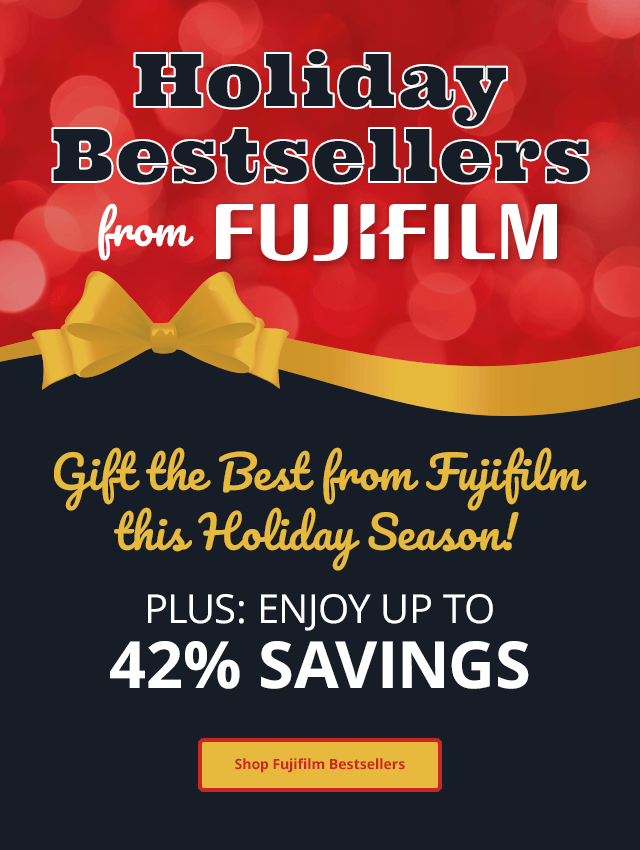 Holiday
Bestsellers
from FUJIFILM
Gift the Best from Fujifilm
this Holiday Season!
PLUS: ENJOY UP TO
42% SAVINGS
Shop Fujifilm Bestsellers